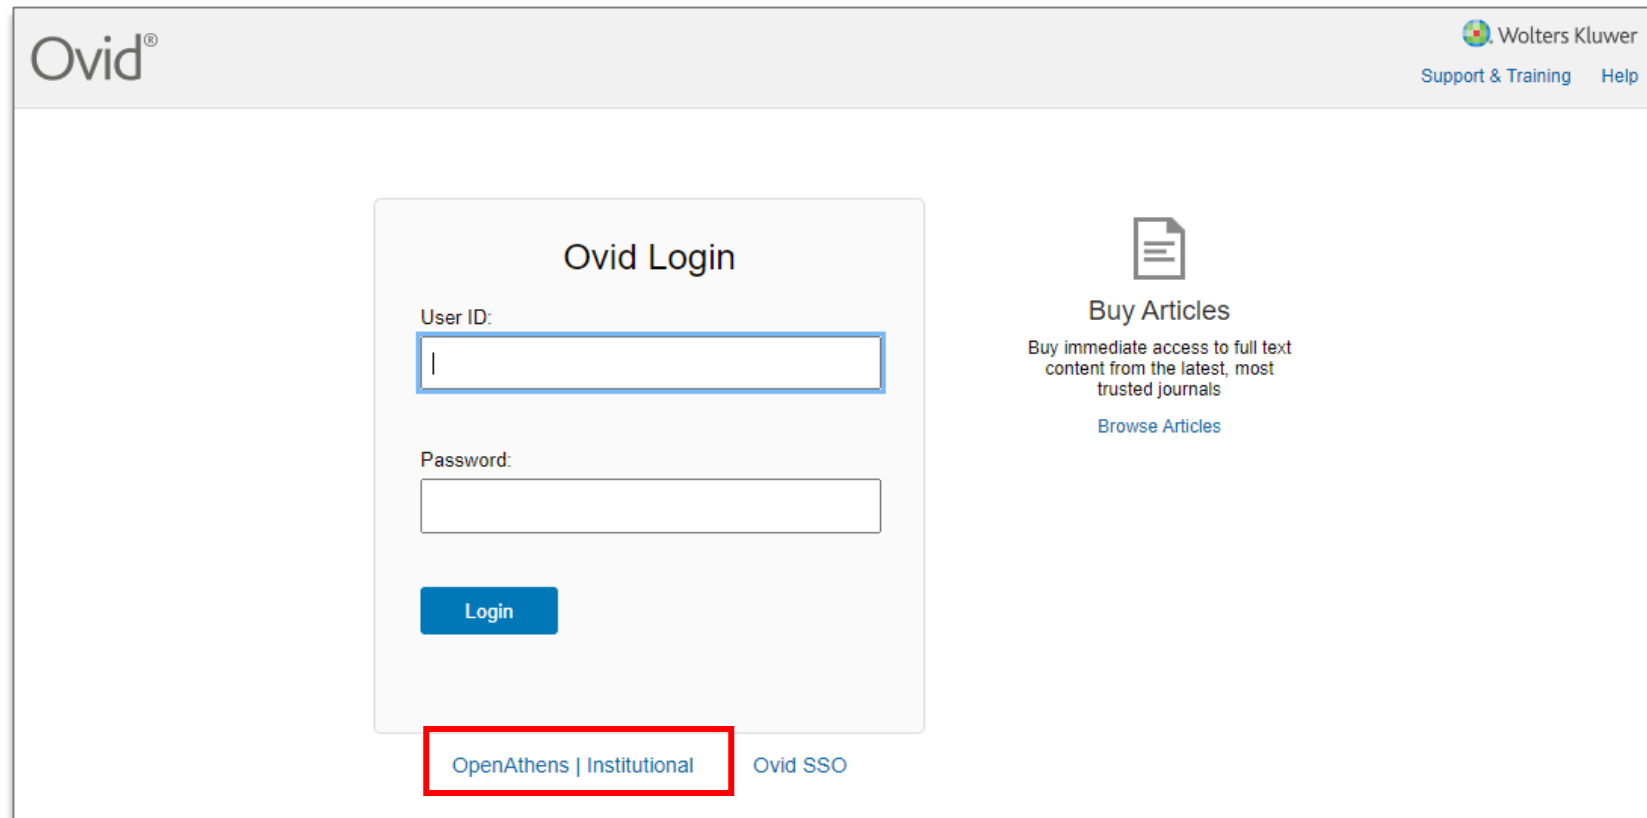 Ovid®
Wolters Kluwer
Support & Training Help
Ovid Login
User ID:
Password:
Login
OpenAthens | Institutional Ovid SSO
Buy Articles
Buy immediate access to full text
content from the latest, most
trusted journals
Browse Articles